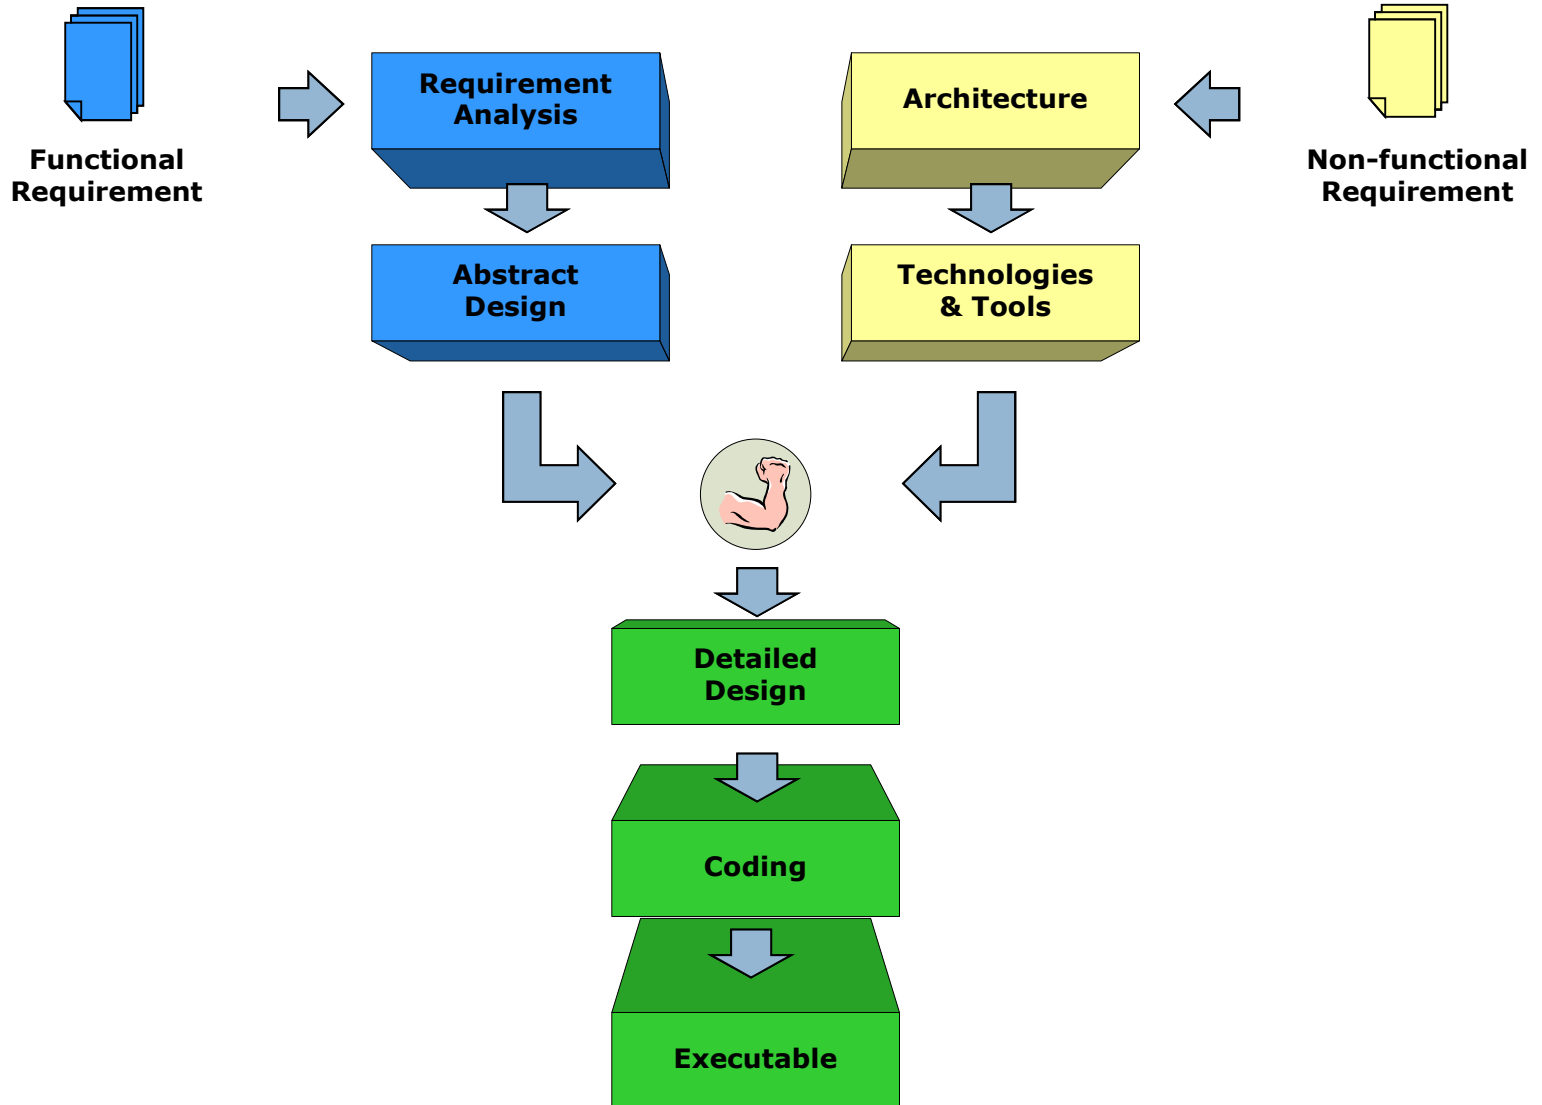 Functional
Requirement
Requirement
Analysis
Architecture
Non-functional
Requirement
Abstract
Design
Technologies
& Tools
Detailed
Design
Coding
Executable